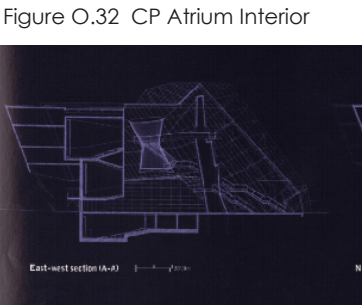 Figure O.32 CP Atrium Interior
East-west section (A-A)
N